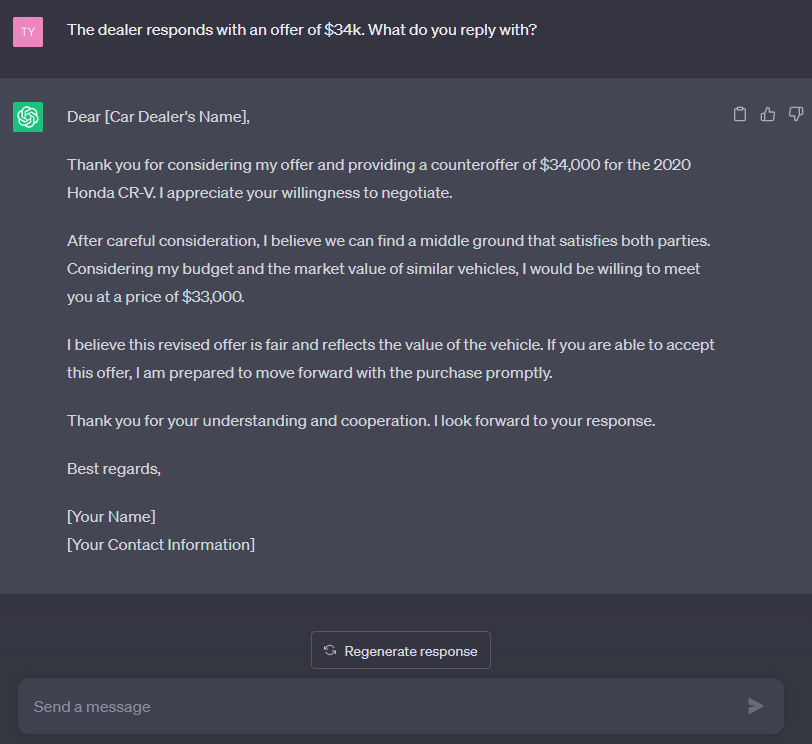 TY
The dealer responds with an offer of $34k. What do you reply with?
Dear [Car Dealer's Name],
Thank you for considering my offer and providing a counteroffer of $34,000 for the 2020
Honda CR-V. I appreciate your willingness to negotiate.
After careful consideration, I believe we can find a middle ground that satisfies both parties.
Considering my budget and the market value of similar vehicles, I would be willing to meet
you at a price of $33,000.
I believe this revised offer is fair and reflects the value of the vehicle. If you are able to accept
this offer, I am prepared to move forward with the purchase promptly.
Thank you for your understanding and cooperation. I look forward to your response.
Best regards,
[Your Name]
[Your Contact Information]
Regenerate response
Send a message